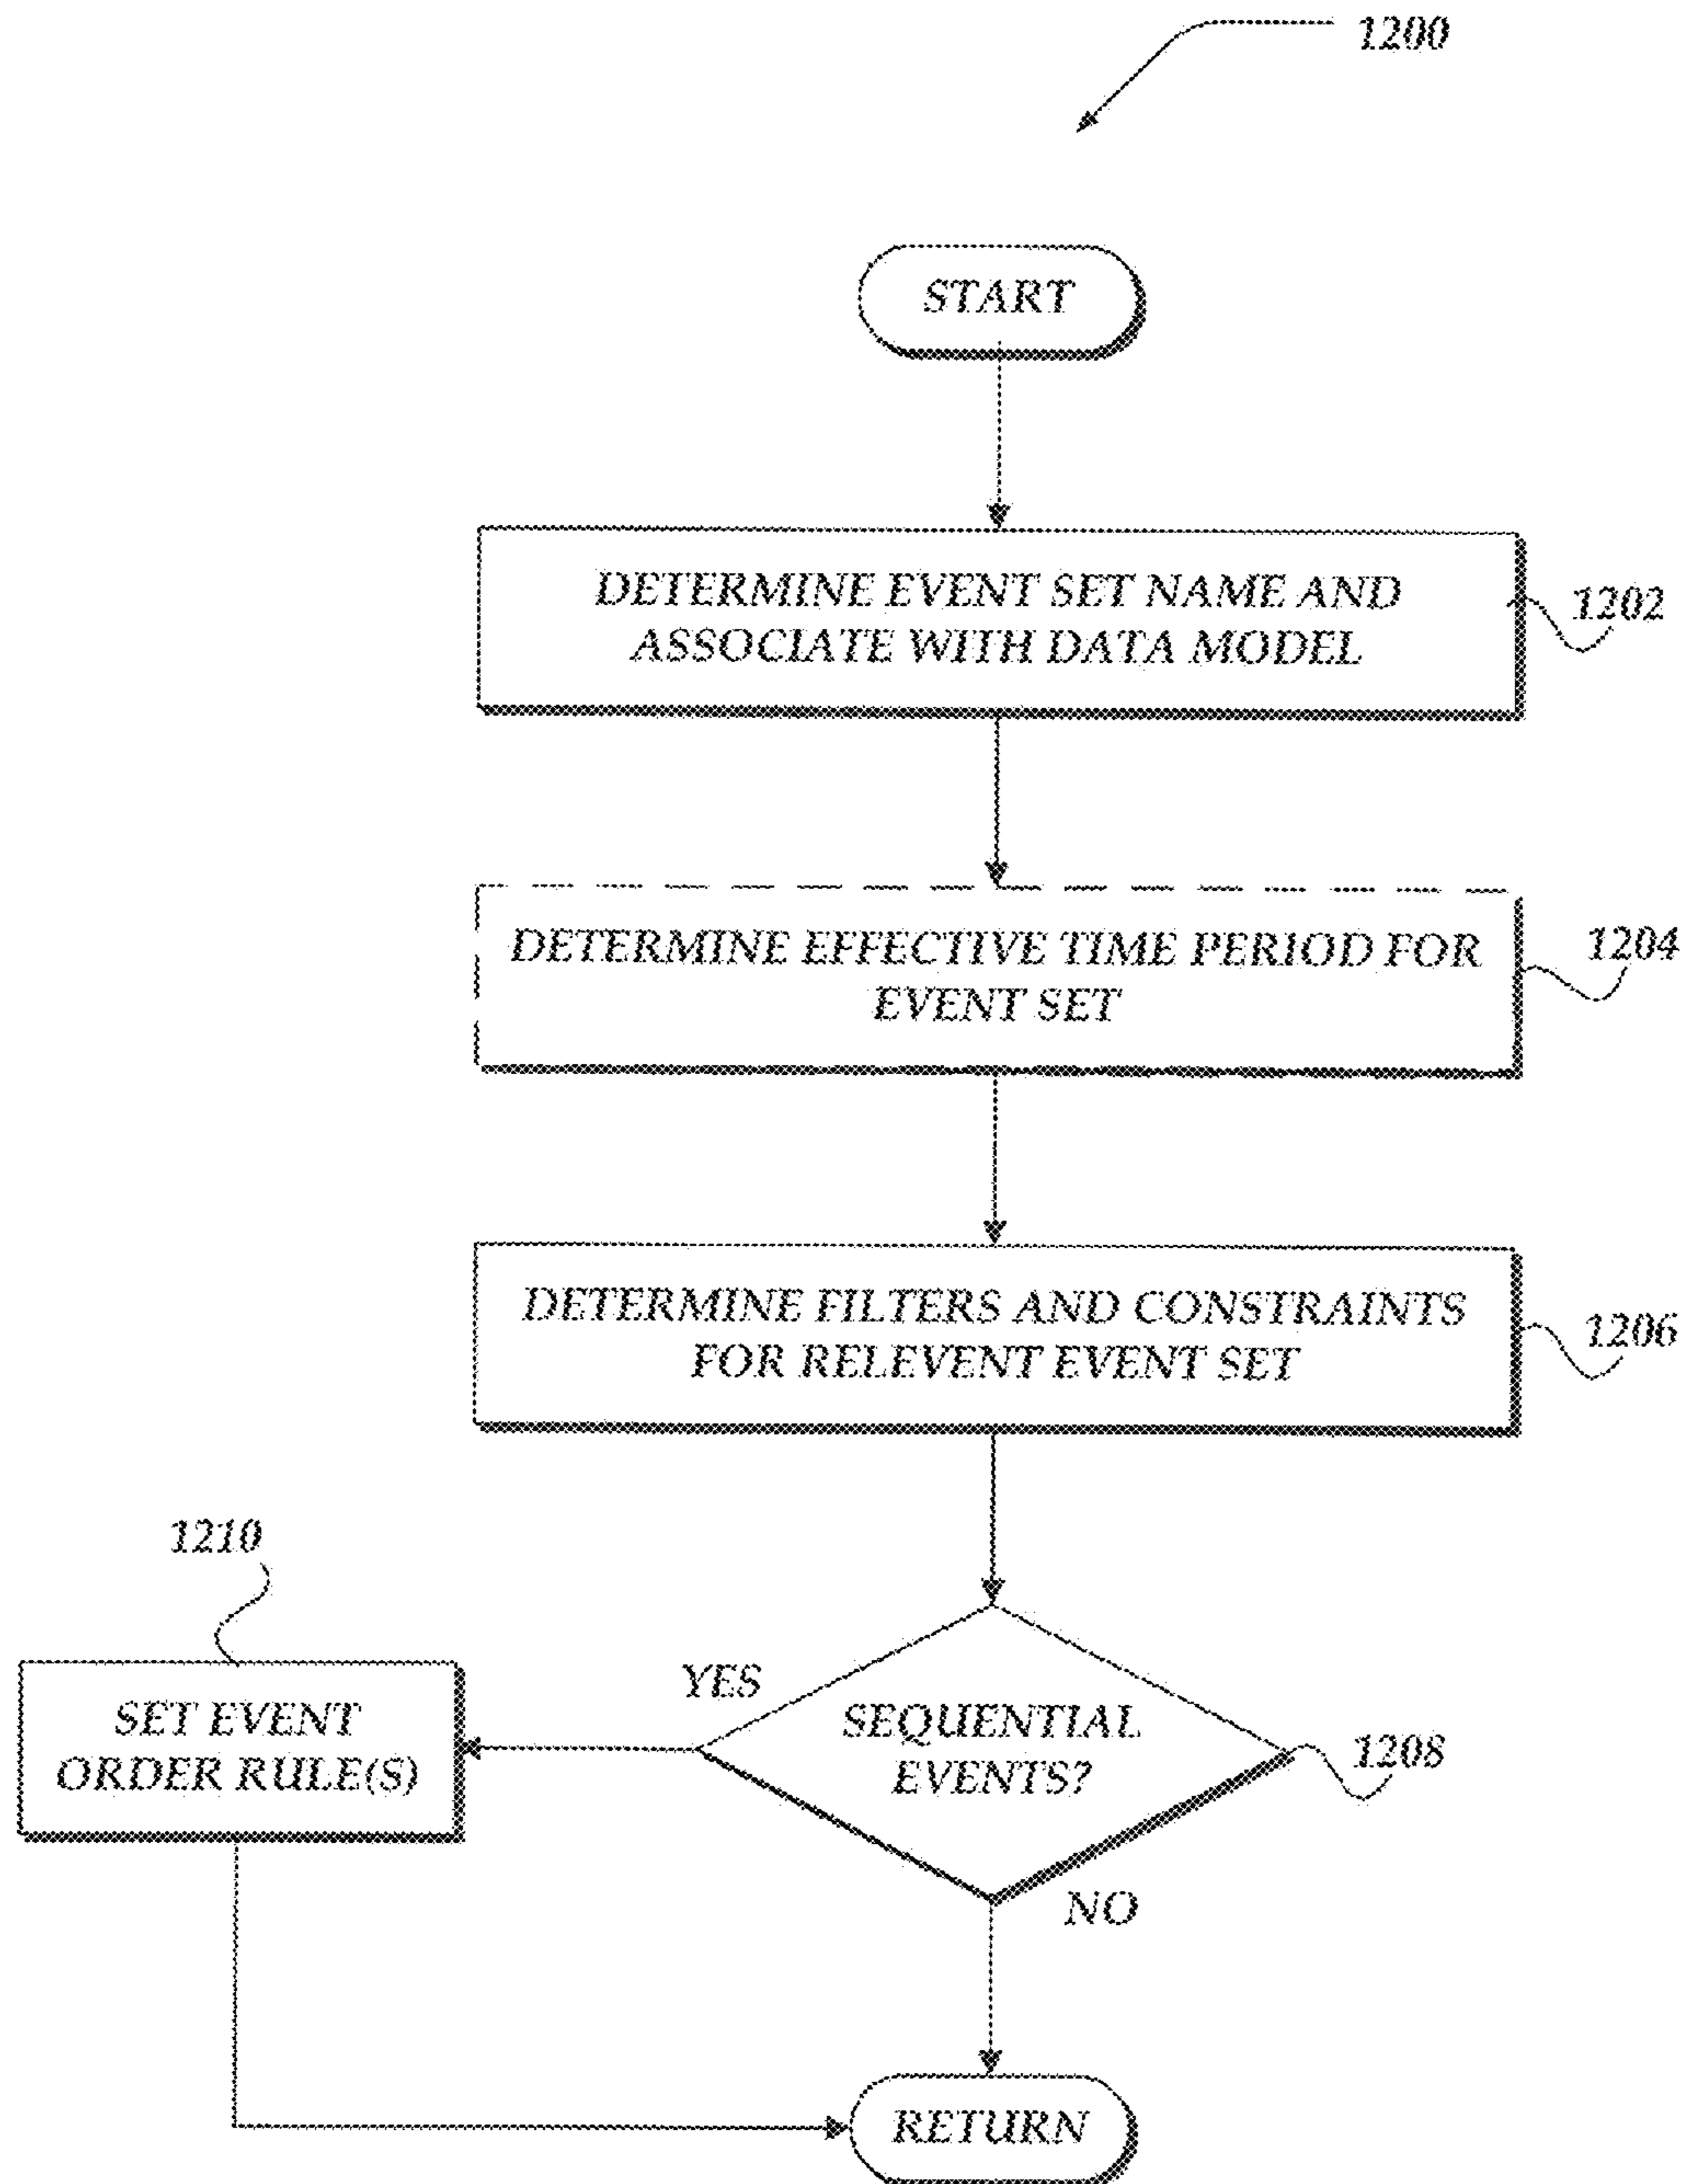 1200
START
DETERMINE EVENT SET NAME AND
ASSOCIATE WITH DATA MODEL
1202
DETERMINE EFFECTIVE TIME PERIOD FOR
EVENT SET
1204
DETERMINE FILTERS AND CONSTRAINTS
FOR RELEVENT EVENT SET
1206
1210
SET EVENT
ORDER RULE(S)
YES
SEQUENTIAL
EVENTS?
1208
NO
RETURN